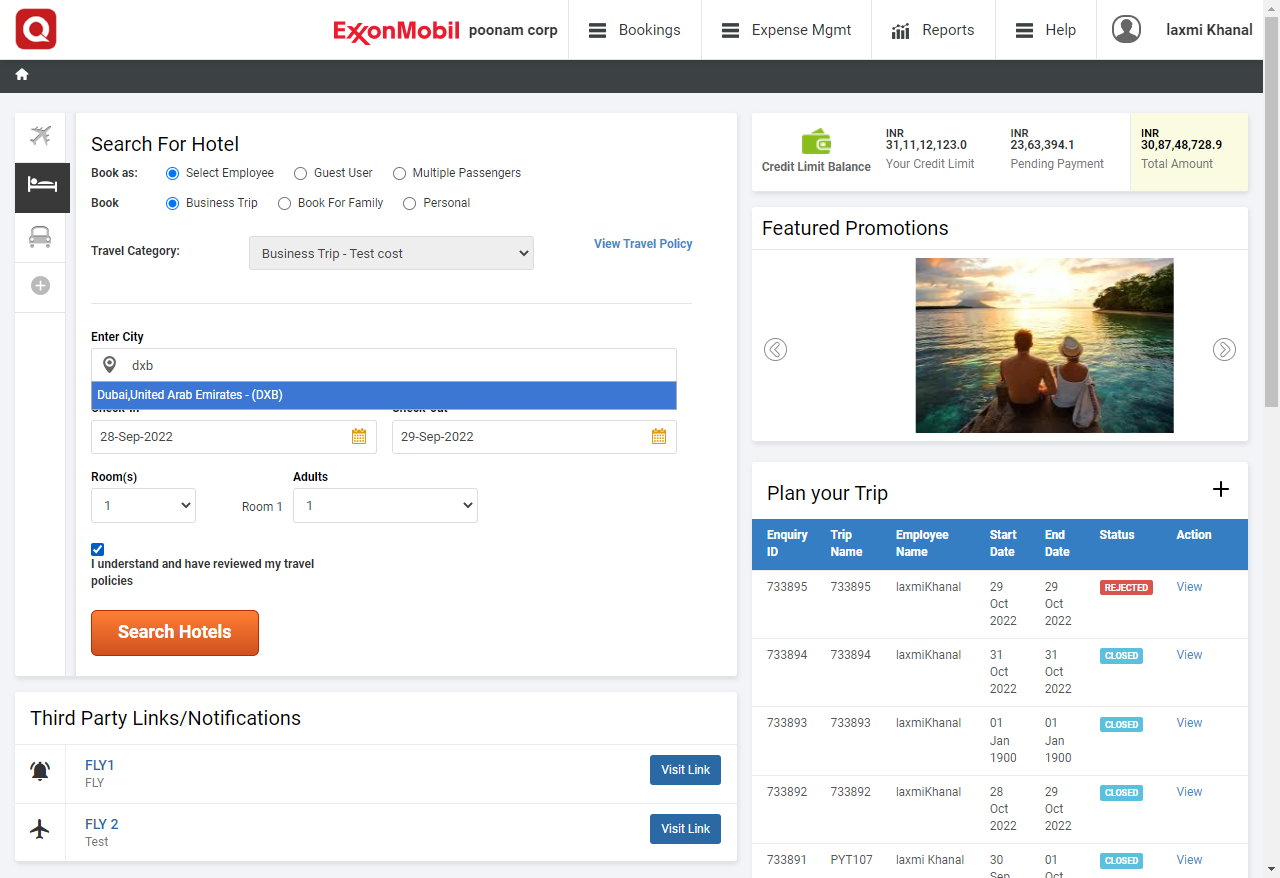 Q
ExxonMobil poonam corp Bookings Expense Mgmt Reports Help laxmi Khanal
Search For Hotel
Book as: Select Employee Guest User Multiple Passengers
Book Business Trip Book For Family Personal
Travel Category: Business Trip - Test cost View Travel Policy
Enter City
dxb
Dubai,United Arab Emirates - (DXB)
Check-in Check-out
28-Sep-2022 29-Sep-2022
Room(s) Adults
1 Room 1 1
I understand and have reviewed my travel
policies
Search Hotels
Third Party Links/Notifications
FLY1
FLY
Visit Link
FLY 2
Test
Visit Link
Credit Limit Balance
INR
31,11,12,123.0
Your Credit Limit
INR
23,63,394.1
Pending Payment
INR
30,87,48,728.9
Total Amount
Featured Promotions
Plan your Trip
Enquiry ID Trip Name Employee Name Start Date End Date Status Action
733895 733895 laxmiKhanal 29 Oct 2022 29 Oct 2022 REJECTED View
733894 733894 laxmiKhanal 31 Oct 2022 31 Oct 2022 CLOSED View
733893 733893 laxmiKhanal 01 Jan 1900 01 Jan 1900 CLOSED View
733892 733892 laxmiKhanal 28 Oct 2022 29 Oct 2022 CLOSED View
733891 PYT107 laxmi Khanal 30 Sep 01 Oct CLOSED View